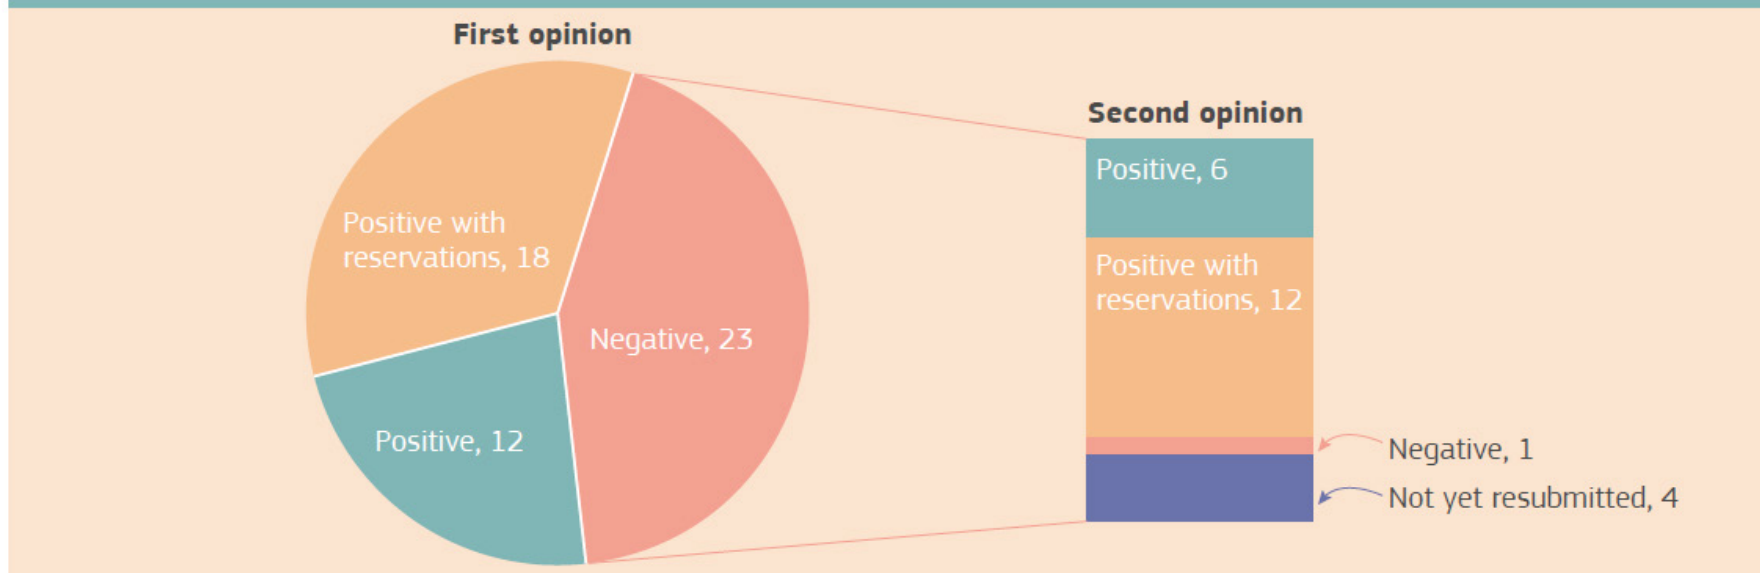 First opinion
Positive with
reservations, 18
Negative, 23
Positive, 12
Second opinion
Positive, 6
Positive with
reservations, 12
Negative, 1
Not yet resubmitted, 4